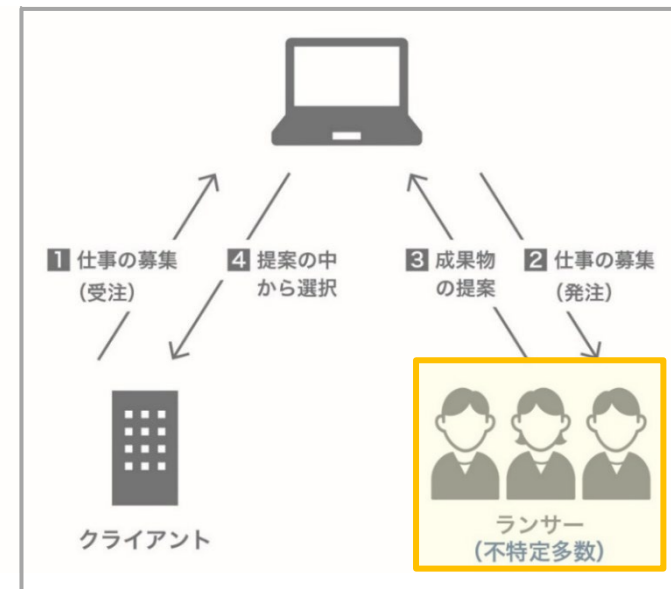 1 仕事の募集
(受注)
4 提案の中
から選択
3 成果物
の提案
2 仕事の募集
(発注)
クライアント
ランサー
(不特定多数)